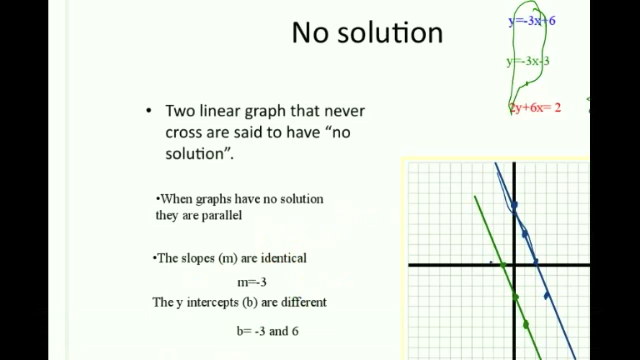 No solution
y=-3x+6
y=-3x-3
2y+6x= 2
• Two linear graph that never
cross are said to have “no
solution”.
•When graphs have no solution
they are parallel
•The slopes (m) are identical
m=-3
The y intercepts (b) are different
b= -3 and 6